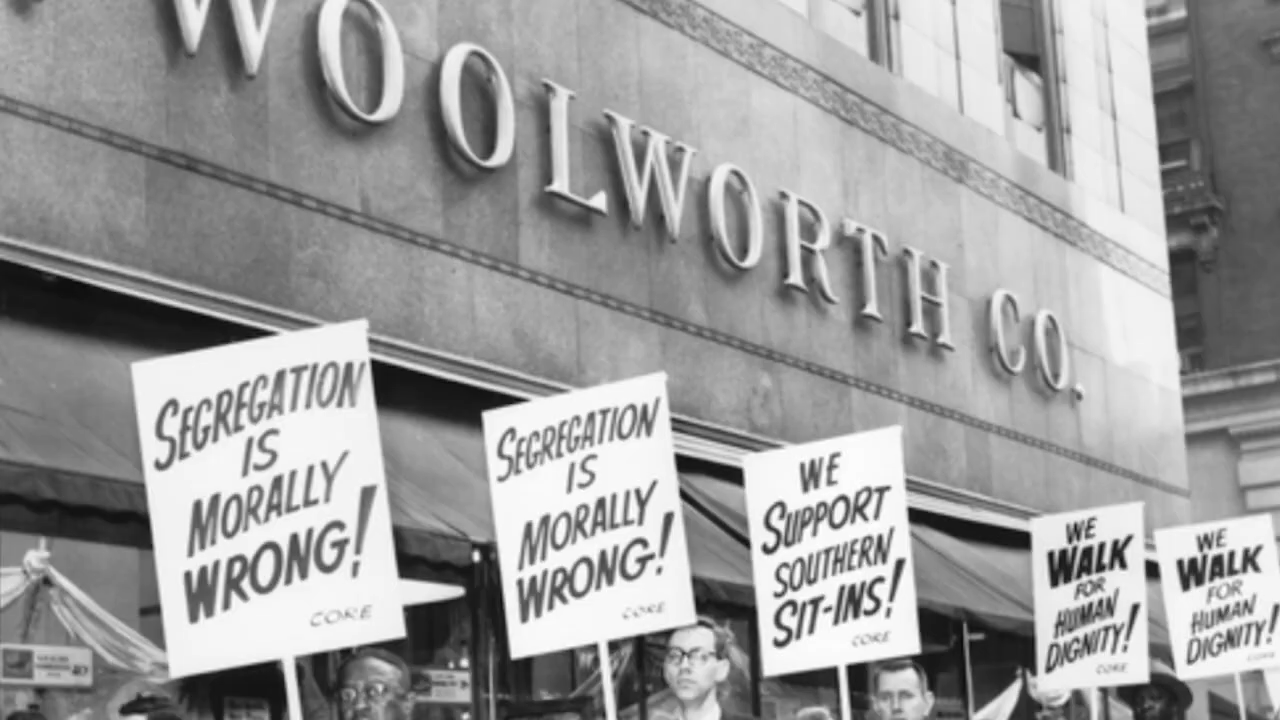 WOOLWORTH CO.
SEGREGATION
IS
MORALLY
WRONG!
CORE
SEGREGATION
IS
MORALLY
WRONG!
CORE
WE
SUPPORT
SOUTHERN
SIT-INS!
CORE
WE
WALK
FOR
HUMAN
DIGNITY!
CORE
WE
WALK
FOR
HUMAN
DIGNITY!
CORE